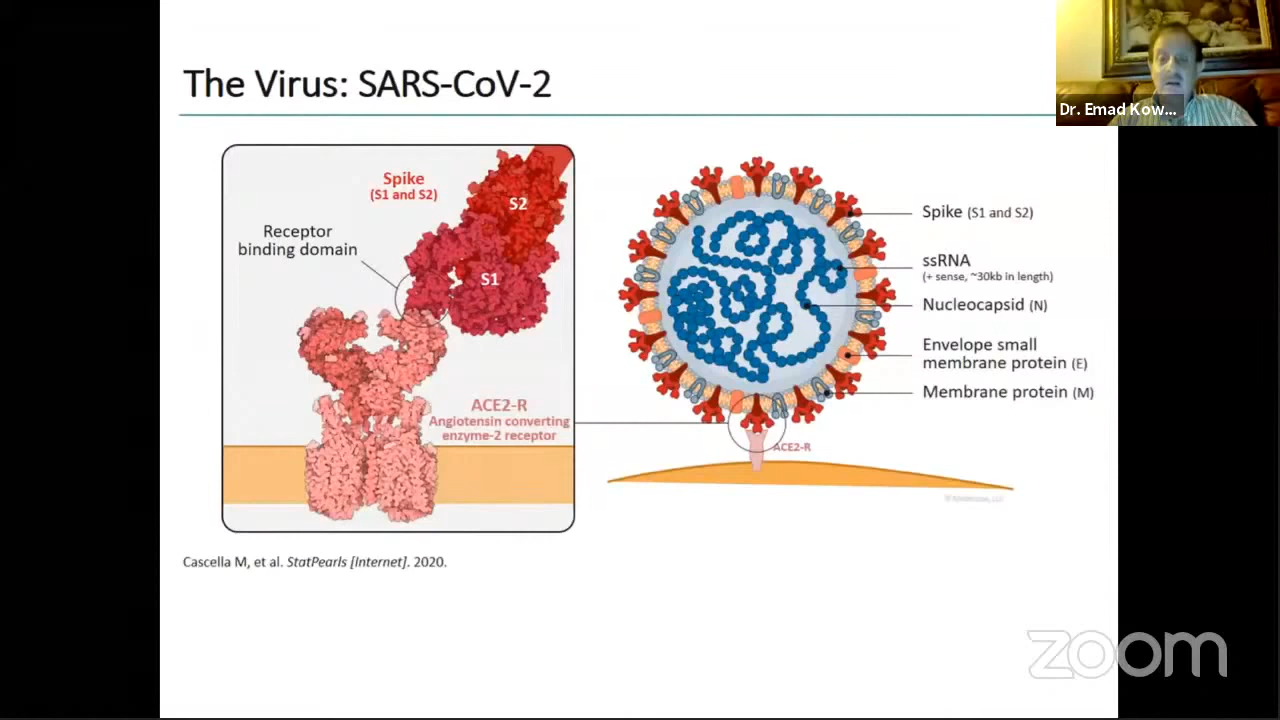 The Virus: SARS-CoV-2
Dr. Emad Kow...
Spike
(S1 and S2)
S2
Receptor
binding domain
S1
ACE2-R
Angiotensin converting
enzyme-2 receptor
Spike (S1 and S2)
ssRNA
(+ sense, ~30kb in length)
Nucleocapsid (N)
Envelope small
membrane protein (E)
Membrane protein (M)
ACE2-R
Cascella M, et al. StatPearls [Internet]. 2020.
zoom